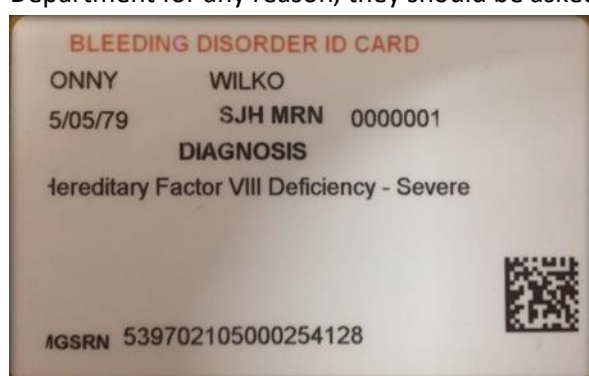 Department for any reason, they should be asked
BLEEDING DISORDER ID CARD
ONNY WILKO
5/05/79 SJH MRN 0000001
DIAGNOSIS
Hereditary Factor VIII Deficiency - Severe
MGSRN 539702105000254128